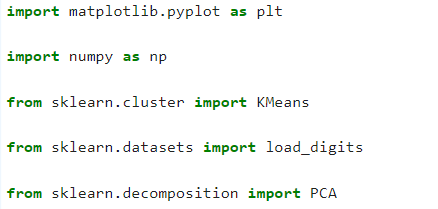 import matplotlib.pyplot as plt
import numpy as np
from sklearn.cluster import KMeans
from sklearn.datasets import load_digits
from sklearn.decomposition import PCA